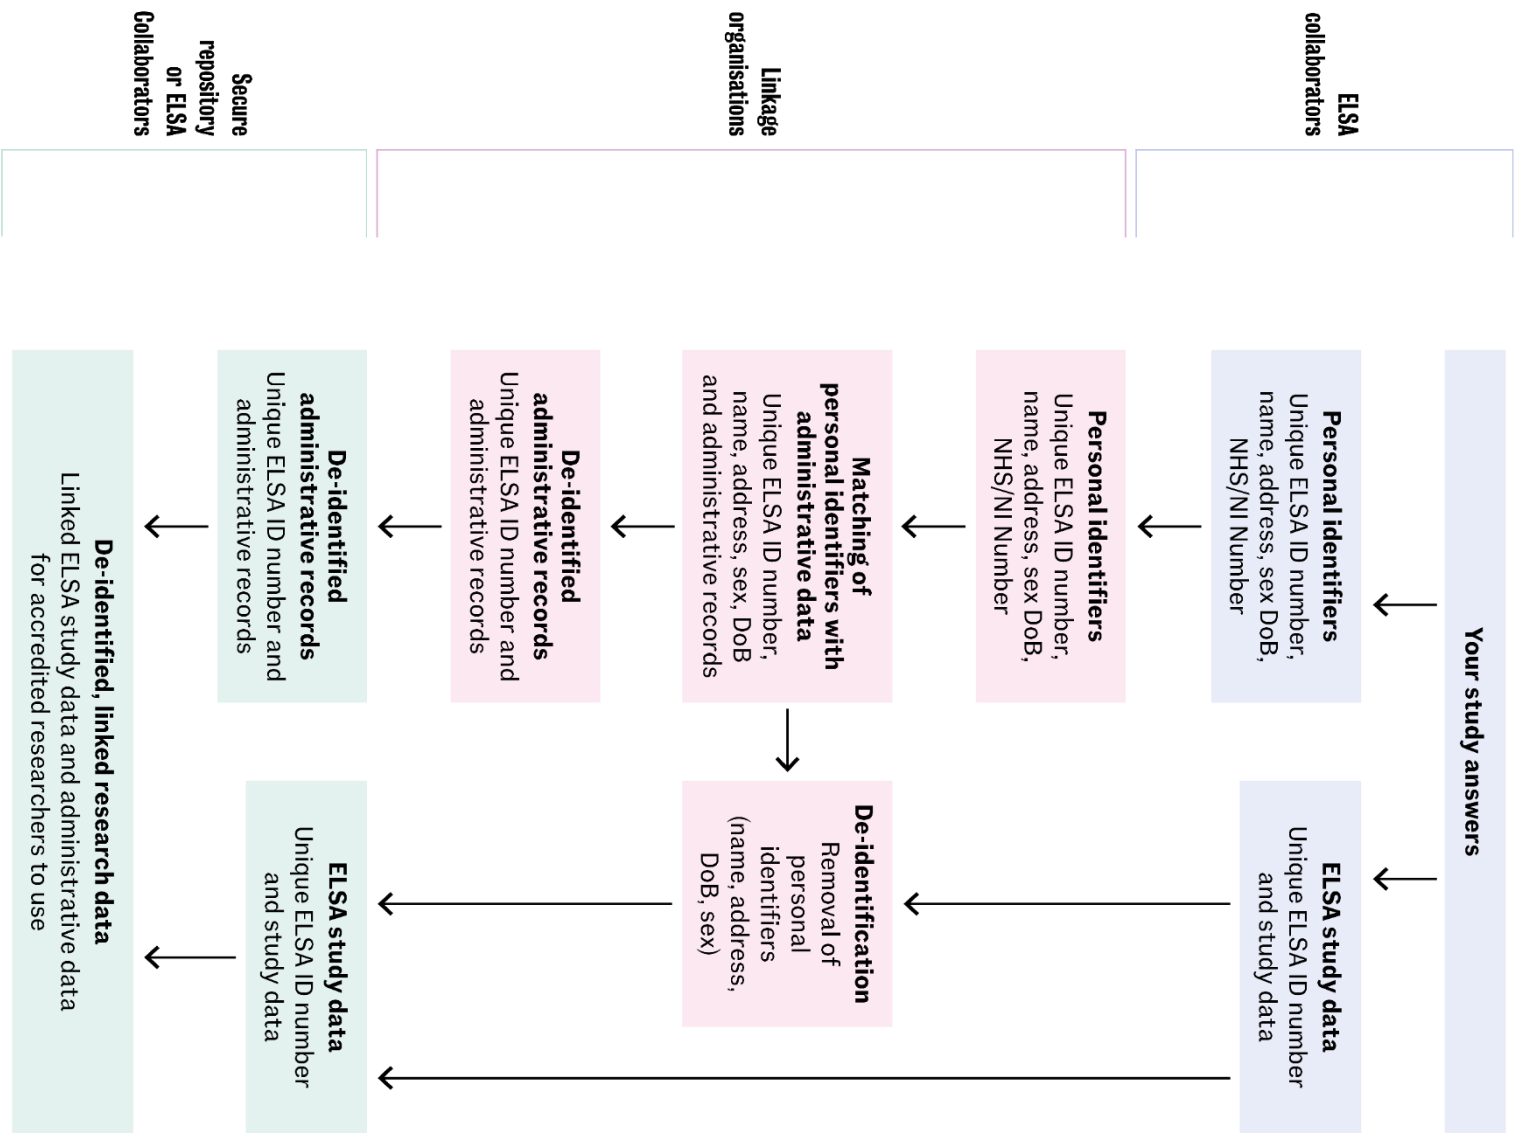 ELSA
collaborators
Your study answers
Personal identifiers
Unique ELSA ID number,
name, address, sex DoB,
NHS/NI Number
ELSA study data
Unique ELSA ID number
and study data
Linkage
organisations
Personal identifiers
Unique ELSA ID number,
name, address, sex DoB,
NHS/NI Number
Matching of
personal identifiers with
administrative data
Unique ELSA ID number,
name, address, sex, DoB
and administrative records
De-identification
Removal of
personal
identifiers
(name, address,
DoB, sex)
De-identified
administrative records
Unique ELSA ID number and
administrative records
Secure
repository
or ELSA
Collaborators
De-identified
administrative records
Unique ELSA ID number and
administrative records
ELSA study data
Unique ELSA ID number
and study data
De-identified, linked research data
Linked ELSA study data and administrative data
for accredited researchers to use